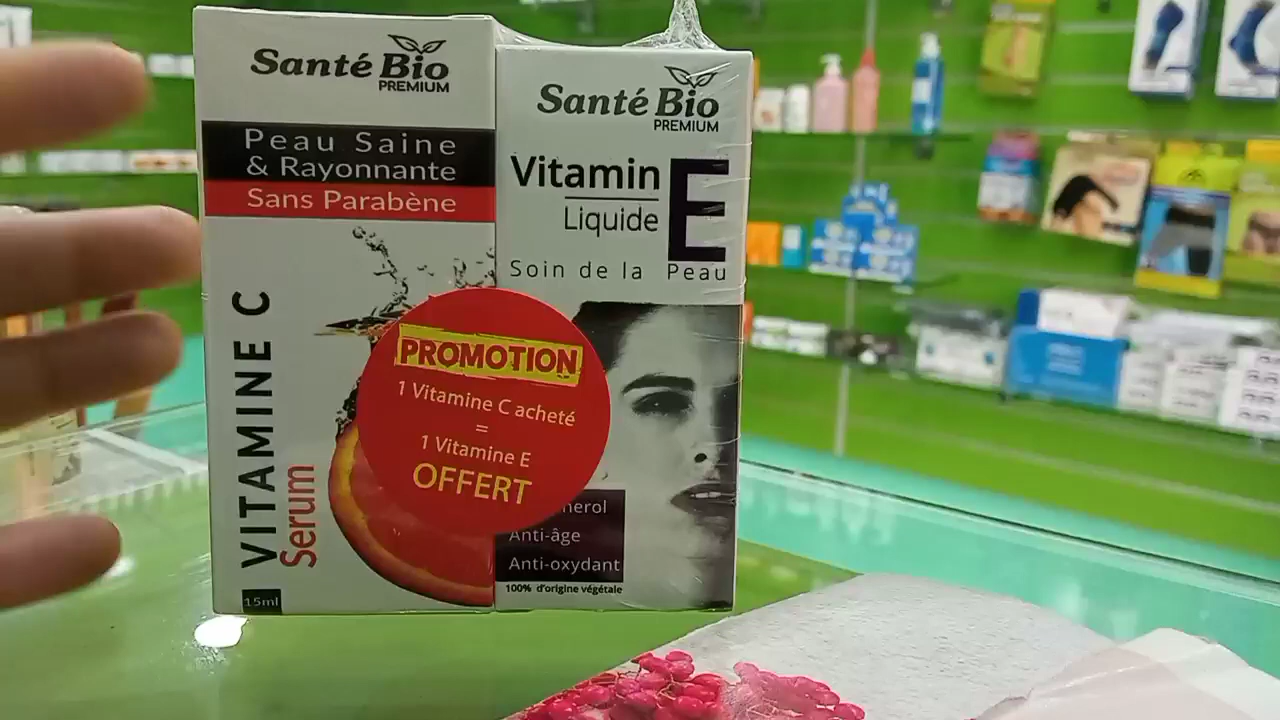 Santé Bio
PREMIUM
Peau Saine
& Rayonnante
Sans Parabène
VITAMINE C
Serum
15ml
Santé Bio
PREMIUM
Vitamin E
Liquide
Soin de la Peau
PROMOTION
1 Vitamine C acheté
=
1 Vitamine E
OFFERT
Anti-âge
Anti-oxydant
100% d'origine végétale